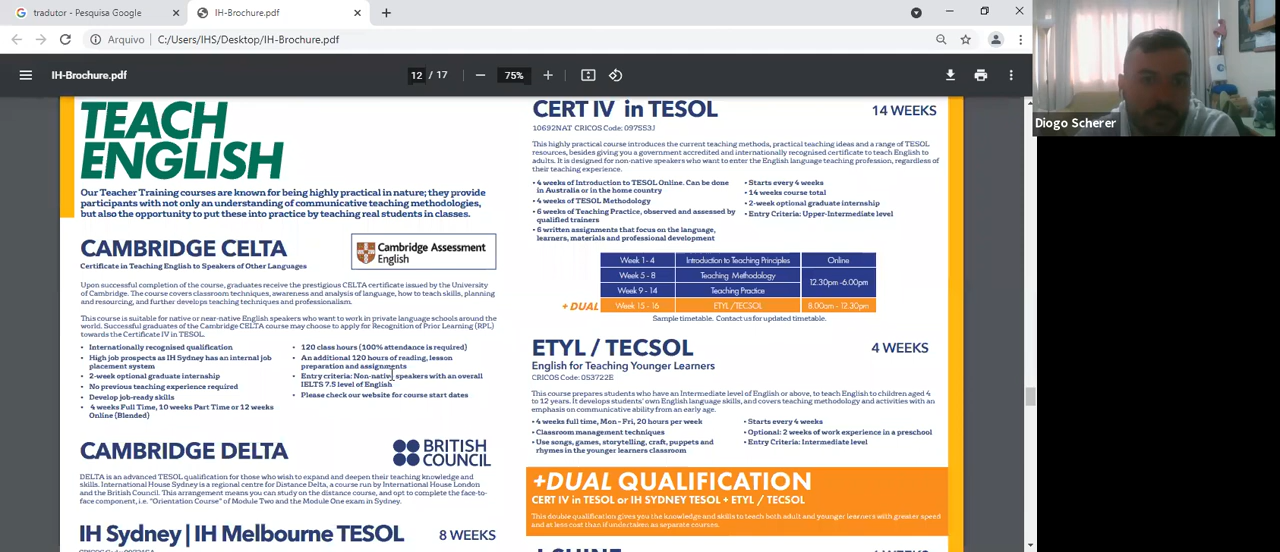 tradutor - Pesquisa Google
IH-Brochure.pdf
Arquivo
C:/Users/IHS/Desktop/IH-Brochure.pdf
IH-Brochure.pdf
12 / 17
75%
Diogo Scherer
TEACH
ENGLISH
Our Teacher Training courses are known for being highly practical in nature; they provide
participants with not only an understanding of communicative teaching methodologies,
but also the opportunity to put these into practice by teaching real students in classes.
CAMBRIDGE CELTA
Certificate in Teaching English to Speakers of Other Languages
Cambridge Assessment
English
Upon successful completion of the course, graduates receive the prestigious CELTA certificate issued by the University
of Cambridge. The course covers classroom techniques, awareness and analysis of language, how to teach skills, planning
and resourcing, and further develops teaching techniques and professionalism.
This course is suitable for native or near-native English speakers who want to work in private language schools around the
world. Successful graduates of the Cambridge CELTA course may choose to apply for Recognition of Prior Learning (RPL)
towards the Certificate IV in TESOL.
• Internationally recognised qualification
• High job prospects as IH Sydney has an internal job
placement system
• 2-week optional graduate internship
• No previous teaching experience required
• Develop job-ready skills
• 4 weeks Full Time, 10 weeks Part Time or 12 weeks
Online (Blended)
• 120 class hours (100% attendance is required)
• An additional 120 hours of reading, lesson
preparation and assignments
• Entry criteria: Non-native speakers with an overall
IELTS 7.5 level of English
• Please check our website for course start dates
CAMBRIDGE DELTA
BRITISH
COUNCIL
DELTA is an advanced TESOL qualification for those who wish to expand and deepen their teaching knowledge and
skills. International House Sydney is a regional centre for Distance Delta, a course run by International House London
and the British Council. This arrangement means you can study on the distance course, and opt to complete the face-to-
face component, i.e. "Orientation Course" of Module Two and the Module One exam in Sydney.
IH Sydney | IH Melbourne TESOL
8 WEEKS
CERT IV in TESOL
14 WEEKS
10692NAT CRICOS Code: 097553J
This highly practical course introduces the current teaching methods, practical teaching ideas and a range of TESOL
resources, besides giving you a government accredited and internationally recognised certificate to teach English to
adults. It is designed for non-native speakers who want to enter the English language teaching profession, regardless of
their teaching experience.
• 4 weeks of Introduction to TESOL Online. Can be done
in Australia or in the home country
• 4 weeks of TESOL Methodology
• 6 weeks of Teaching Practice, observed and assessed by
qualified trainers
• 6 written assignments that focus on the language,
learners, materials and professional development
• Starts every 4 weeks
• 14 weeks course total
• 2-week optional graduate internship
• Entry Criteria: Upper-Intermediate level
Week 1 - 4 Introduction to Teaching Principles Online
Week 5 - 8 Teaching Methodology
12.30pm -6.00pm
Week 9 - 14 Teaching Practice
+ DUAL Week 15 - 16 ETYL /TECSOL 8.00am - 12.30pm
Sample timetable. Contact us for updated timetable.
ETYL / TECSOL
4 WEEKS
English for Teaching Younger Learners
CRICOS Code: 053722E
This course prepares students who have an Intermediate level of English or above, to teach English to children aged 4
to 12 years. It develops students' own English language skills, and covers teaching methodology and activities with an
emphasis on communicative ability from an early age.
• 4 weeks full time, Mon - Fri, 20 hours per week
• Classroom management techniques
• Use songs, games, storytelling, craft, puppets and
rhymes in the younger learners classroom
• Starts every 4 weeks
• Optional: 2 weeks of work experience in a preschool
• Entry Criteria: Intermediate level
+DUAL QUALIFICATION
CERT IV in TESOL or IH SYDNEY TESOL + ETYL / TECSOL
This double qualification gives you the knowledge and skills to teach both adult and younger learners with greater speed
and at less cost than if undertaken as separate courses.